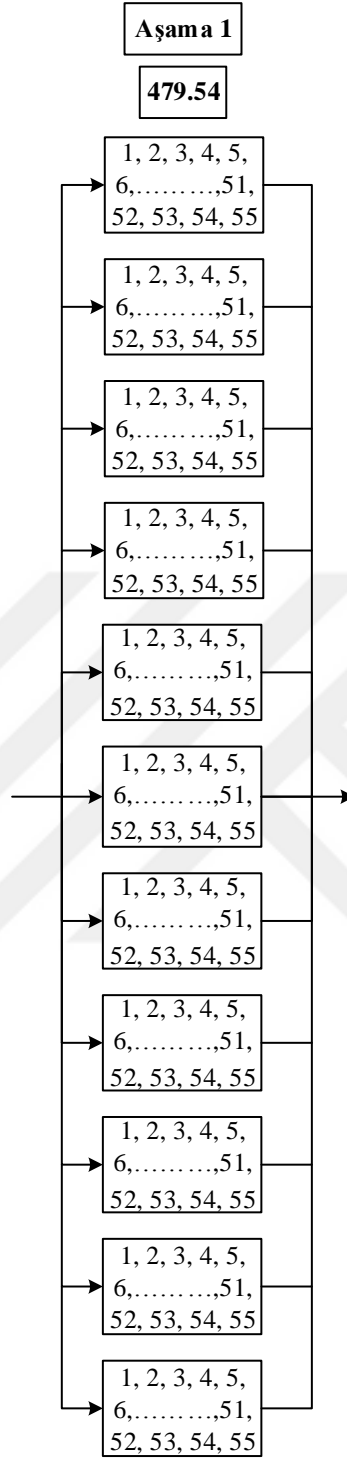 Aşama 1
479.54
1, 2, 3, 4, 5,
6,………,51,
52, 53, 54, 55
1, 2, 3, 4, 5,
6,………,51,
52, 53, 54, 55
1, 2, 3, 4, 5,
6,………,51,
52, 53, 54, 55
1, 2, 3, 4, 5,
6,………,51,
52, 53, 54, 55
1, 2, 3, 4, 5,
6,………,51,
52, 53, 54, 55
1, 2, 3, 4, 5,
6,………,51,
52, 53, 54, 55
1, 2, 3, 4, 5,
6,………,51,
52, 53, 54, 55
1, 2, 3, 4, 5,
6,………,51,
52, 53, 54, 55
1, 2, 3, 4, 5,
6,………,51,
52, 53, 54, 55
1, 2, 3, 4, 5,
6,………,51,
52, 53, 54, 55
1, 2, 3, 4, 5,
6,………,51,
52, 53, 54, 55